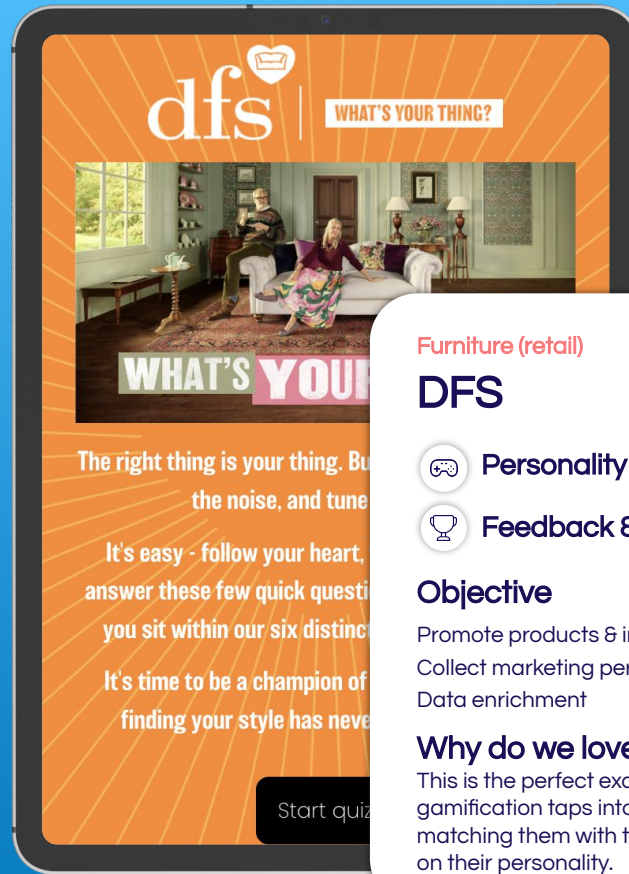 dfs
WHAT'S YOUR THING?
WHAT'S YOUR
The right thing is your thing. Bu
the noise, and tune
It's easy - follow your heart,
answer these few quick questi
you sit within our six distinct
It's time to be a champion of
finding your style has neve
Start quiz
Furniture (retail)
DFS
Personality
Feedback &
Objective
Promote products & i
Collect marketing per
Data enrichment
Why do we love
This is the perfect exa
gamification taps into
matching them with t
on their personality.